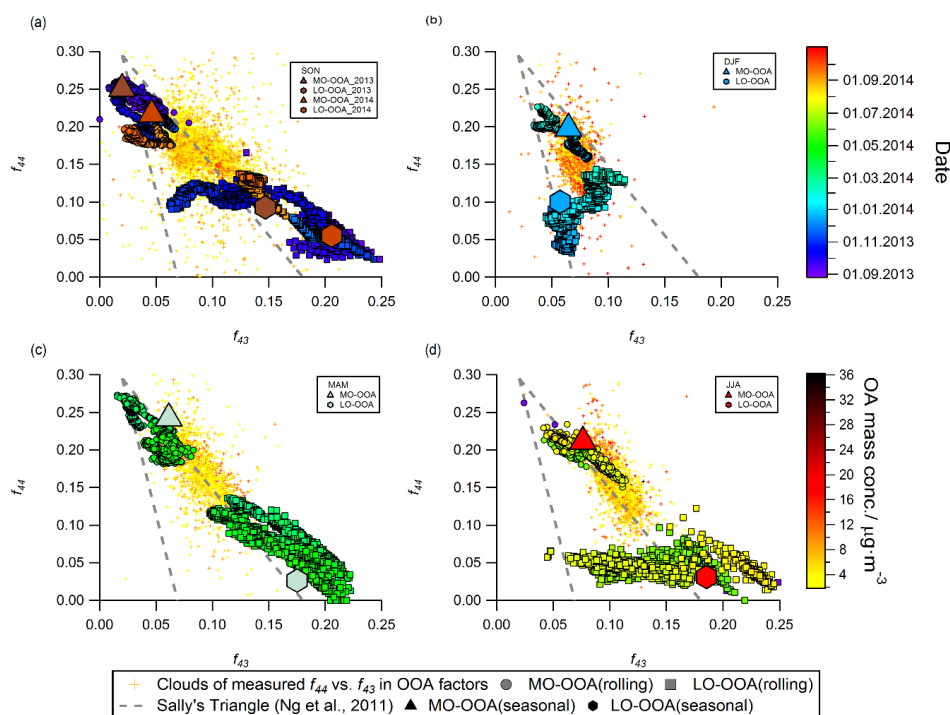 (a)
(b)
SON
MO-OOA_2013
LO-OOA_2013
MO-OOA_2014
LO-OOA_2014
DJF
MO-OOA
LO-OOA
0.30
0.25
0.20
0.15
0.10
0.05
0.00
f44
0.00 0.05 0.10 0.15 0.20 0.25
f43
0.30
0.25
0.20
0.15
0.10
0.05
0.00
f44
0.00 0.05 0.10 0.15 0.20 0.25
f43
01.09.2014
01.07.2014
01.05.2014
01.03.2014
01.01.2014
01.11.2013
01.09.2013
Date
(c)
(d)
MAM
MO-OOA
LO-OOA
JJA
MO-OOA
LO-OOA
0.30
0.25
0.20
0.15
0.10
0.05
0.00
f44
0.00 0.05 0.10 0.15 0.20 0.25
f43
0.30
0.25
0.20
0.15
0.10
0.05
0.00
f44
0.00 0.05 0.10 0.15 0.20 0.25
f43
36
32
28
24
20
16
12
8
4
OA mass conc./ µg·m-3
Clouds of measured f44 vs. f43 in OOA factors MO-OOA(rolling) LO-OOA(rolling)
Sally's Triangle (Ng et al., 2011) MO-OOA(seasonal) LO-OOA(seasonal)